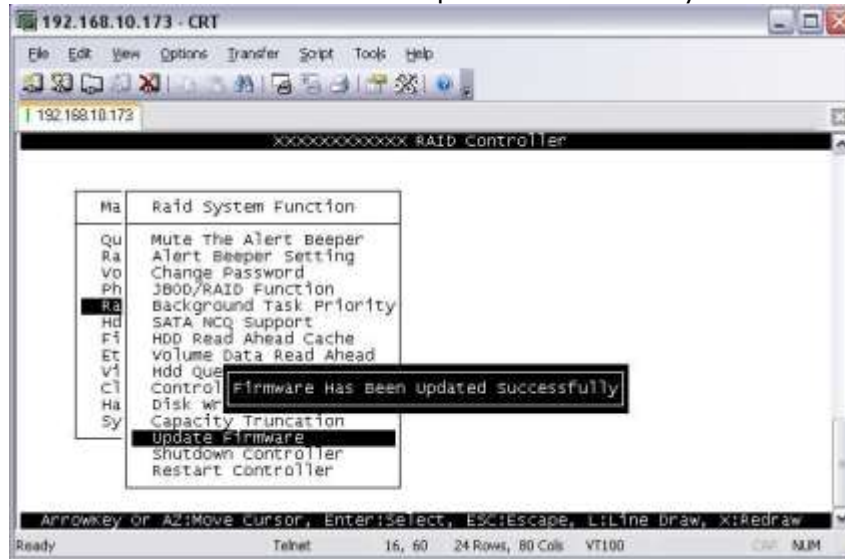 192.168.10.173 - CRT
File Edit View Options Transfer Script Tools Help
192.168.10.173
XXXXXXXXXXXX RAID Controller
Ma
Qu
Ra
Vo
Ph
Ra
Hd
Fi
Et
Vi
Cl
Ha
Sy
Raid System Function
Mute The Alert Beeper
Alert Beeper Setting
Change Password
JBOD/RAID Function
Background Task Priority
SATA NCQ Support
HDD Read Ahead Cache
Volume Data Read Ahead
Hdd Que
Control
Disk Wr
Capacity Truncation
Update Firmware
Shutdown Controller
Restart Controller
Firmware Has Been Updated Successfully
ArrowKey Or AZ:Move Cursor, Enter:Select, ESC:Escape, L:Line Draw, X:Redraw
Ready Telnet 16, 60 24 Rows, 80 Cols VT100 CAP NUM